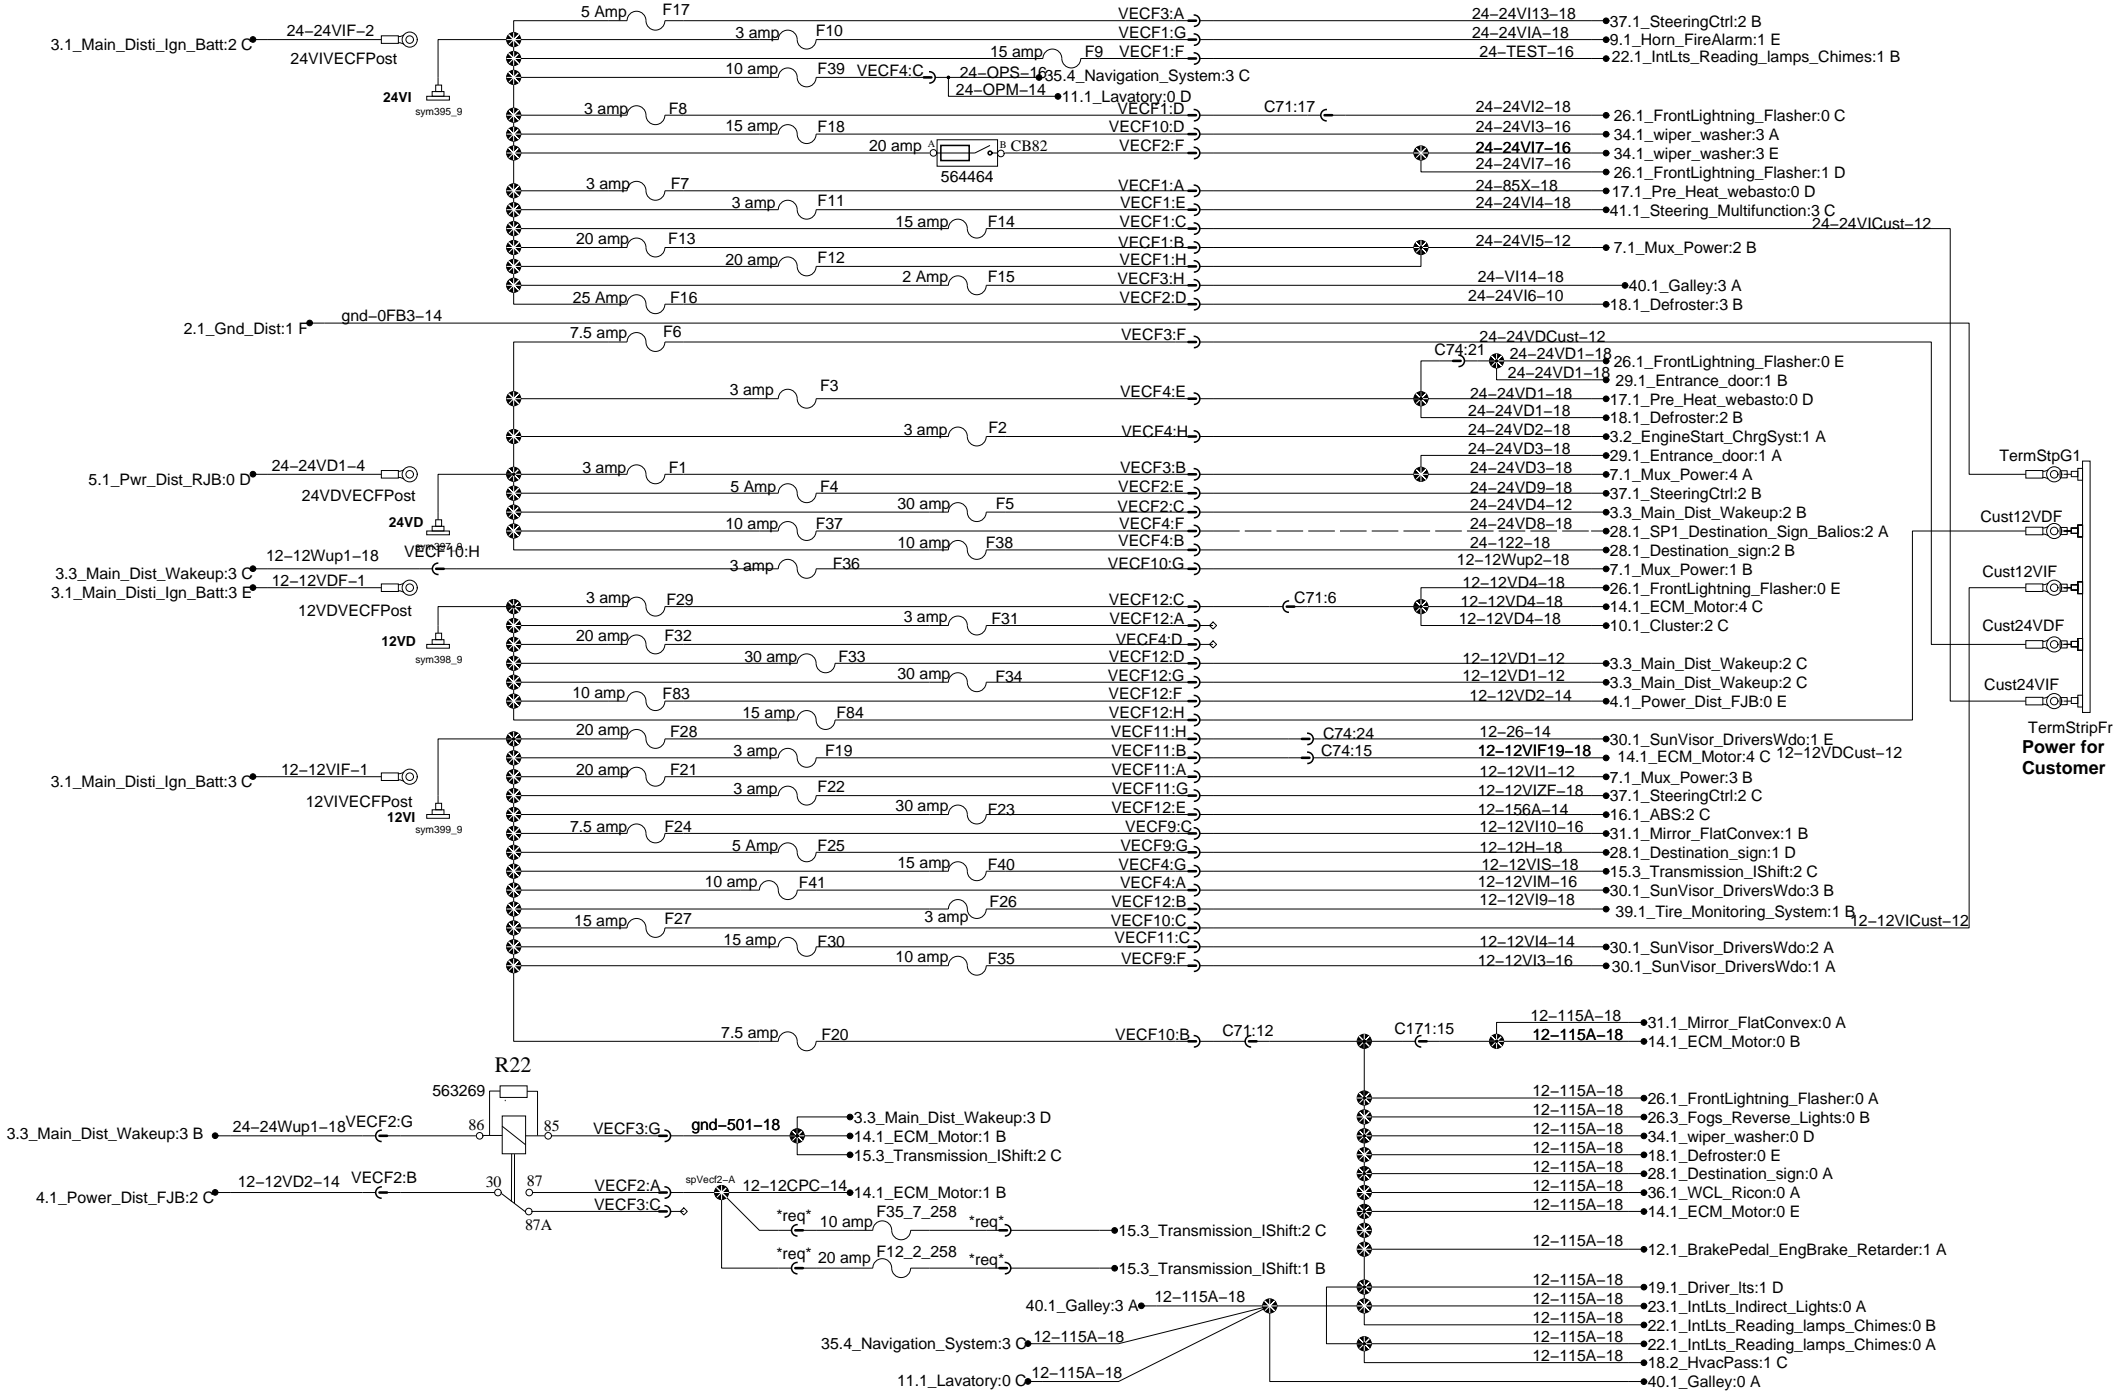 5 Amp F17 VECF3:A 24-24VI13-18 37.1_SteeringCtrl:2 B
3.1_Main_Disti_Ign_Batt:2 C 24-24VIF-2 3 amp F10 VECF1:G 24-24VIA-18 9.1_Horn_FireAlarm:1 E
24VIVECFPost 15 amp F9 VECF1:F 24-TEST-16 22.1_IntLts_Reading_lamps_Chimes:1 B
10 amp F39 VECF4:C 24-OPS-16 35.4_Navigation_System:3 C
24VI 24-OPM-14 11.1_Lavatory:0 D
sym395_9 3 amp F8 VECF1:D C71:17 24-24VI2-18 26.1_FrontLightning_Flasher:0 C
15 amp F18 VECF10:D 24-24VI3-16 34.1_wiper_washer:3 A
20 amp A B CB82 VECF2:F 24-24VI7-16 34.1_wiper_washer:3 E
564464 24-24VI7-16 26.1_FrontLightning_Flasher:1 D
3 amp F7 VECF1:A 24-85X-18 17.1_Pre_Heat_webasto:0 D
3 amp F11 VECF1:E 24-24VI4-18 41.1_Steering_Multifunction:3 C
15 amp F14 VECF1:C 24-24VICust-12
20 amp F13 VECF1:B 24-24VI5-12 7.1_Mux_Power:2 B
20 amp F12 VECF1:H
2 Amp F15 VECF3:H 24-VI14-18 40.1_Galley:3 A
25 Amp F16 VECF2:D 24-24VI6-10 18.1_Defroster:3 B
2.1_Gnd_Dist:1 F gnd-0FB3-14
7.5 amp F6 VECF3:F 24-24VDCust-12
C74:21 24-24VD1-18 26.1_FrontLightning_Flasher:0 E
24-24VD1-18 29.1_Entrance_door:1 B
3 amp F3 VECF4:E 24-24VD1-18 17.1_Pre_Heat_webasto:0 D
24-24VD1-18 18.1_Defroster:2 B
3 amp F2 VECF4:H 24-24VD2-18 3.2_EngineStart_ChrgSyst:1 A
24-24VD3-18 29.1_Entrance_door:1 A TermStpG1
5.1_Pwr_Dist_RJB:0 D 24-24VD1-4 3 amp F1 VECF3:B 24-24VD3-18 7.1_Mux_Power:4 A
24VDVECFPost 5 Amp F4 VECF2:E 24-24VD9-18 37.1_SteeringCtrl:2 B
30 amp F5 VECF2:C 24-24VD4-12 3.3_Main_Dist_Wakeup:2 B Cust12VDF
24VD 10 amp F37 VECF4:F 24-24VD8-18 28.1_SP1_Destination_Sign_Balios:2 A
VECF10:H 10 amp F38 VECF4:B 24-122-18 28.1_Destination_sign:2 B
3.3_Main_Dist_Wakeup:3 C 12-12Wup1-18 3 amp F36 VECF10:G 12-12Wup2-18 7.1_Mux_Power:1 B Cust12VIF
3.1_Main_Disti_Ign_Batt:3 E 12-12VDF-1 12-12VD4-18 26.1_FrontLightning_Flasher:0 E
12VDVECFPost 3 amp F29 VECF12:C C71:6 12-12VD4-18 14.1_ECM_Motor:4 C
3 amp F31 VECF12:A 12-12VD4-18 10.1_Cluster:2 C Cust24VDF
12VD 20 amp F32 VECF4:D
sym398_9 30 amp F33 VECF12:D 12-12VD1-12 3.3_Main_Dist_Wakeup:2 C
30 amp F34 VECF12:G 12-12VD1-12 3.3_Main_Dist_Wakeup:2 C Cust24VIF
10 amp F83 VECF12:F 12-12VD2-14 4.1_Power_Dist_FJB:0 E
15 amp F84 VECF12:H TermStripFr
20 amp F28 VECF11:H C74:24 12-26-14 30.1_SunVisor_DriversWdo:1 E Power for
3 amp F19 VECF11:B C74:15 12-12VIF19-18 14.1_ECM_Motor:4 C 12-12VDCust-12 Customer
3.1_Main_Disti_Ign_Batt:3 C 12-12VIF-1 20 amp F21 VECF11:A 12-12VI1-12 7.1_Mux_Power:3 B
12VIVECFPost 3 amp F22 VECF11:G 12-12VIZF-18 37.1_SteeringCtrl:2 C
12VI 30 amp F23 VECF12:E 12-156A-14 16.1_ABS:2 C
sym399_9 7.5 amp F24 VECF9:C 12-12VI10-16 31.1_Mirror_FlatConvex:1 B
5 Amp F25 VECF9:G 12-12H-18 28.1_Destination_sign:1 D
15 amp F40 VECF4:G 12-12VIS-18 15.3_Transmission_IShift:2 C
10 amp F41 VECF4:A 12-12VIM-16 30.1_SunVisor_DriversWdo:3 B
3 amp F26 VECF12:B 12-12VI9-18 39.1_Tire_Monitoring_System:1 B
15 amp F27 VECF10:C 12-12VICust-12
15 amp F30 VECF11:C 12-12VI4-14 30.1_SunVisor_DriversWdo:2 A
10 amp F35 VECF9:F 12-12VI3-16 30.1_SunVisor_DriversWdo:1 A
12-115A-18 31.1_Mirror_FlatConvex:0 A
7.5 amp F20 VECF10:B C71:12 C171:15 12-115A-18 14.1_ECM_Motor:0 B
R22
563269 12-115A-18 26.1_FrontLightning_Flasher:0 A
3.3_Main_Dist_Wakeup:3 D 12-115A-18 26.3_Fogs_Reverse_Lights:0 B
3.3_Main_Dist_Wakeup:3 B 24-24Wup1-18 VECF2:G 86 85 VECF3:G gnd-501-18 14.1_ECM_Motor:1 B 12-115A-18 34.1_wiper_washer:0 D
15.3_Transmission_IShift:2 C 12-115A-18 18.1_Defroster:0 E
12-115A-18 28.1_Destination_sign:0 A
4.1_Power_Dist_FJB:2 C 12-12VD2-14 VECF2:B 30 87 VECF2:A spVecf2-A 12-12CPC-14 14.1_ECM_Motor:1 B 12-115A-18 36.1_WCL_Ricon:0 A
87A VECF3:C 12-115A-18 14.1_ECM_Motor:0 E
*req* 10 amp F35_7_258 *req* 15.3_Transmission_IShift:2 C
12-115A-18 12.1_BrakePedal_EngBrake_Retarder:1 A
*req* 20 amp F12_2_258 *req* 15.3_Transmission_IShift:1 B
12-115A-18 19.1_Driver_lts:1 D
40.1_Galley:3 A 12-115A-18 12-115A-18 23.1_IntLts_Indirect_Lights:0 A
12-115A-18 22.1_IntLts_Reading_lamps_Chimes:0 B
35.4_Navigation_System:3 C 12-115A-18 12-115A-18 22.1_IntLts_Reading_lamps_Chimes:0 A
12-115A-18 18.2_HvacPass:1 C
11.1_Lavatory:0 C 12-115A-18 40.1_Galley:0 A